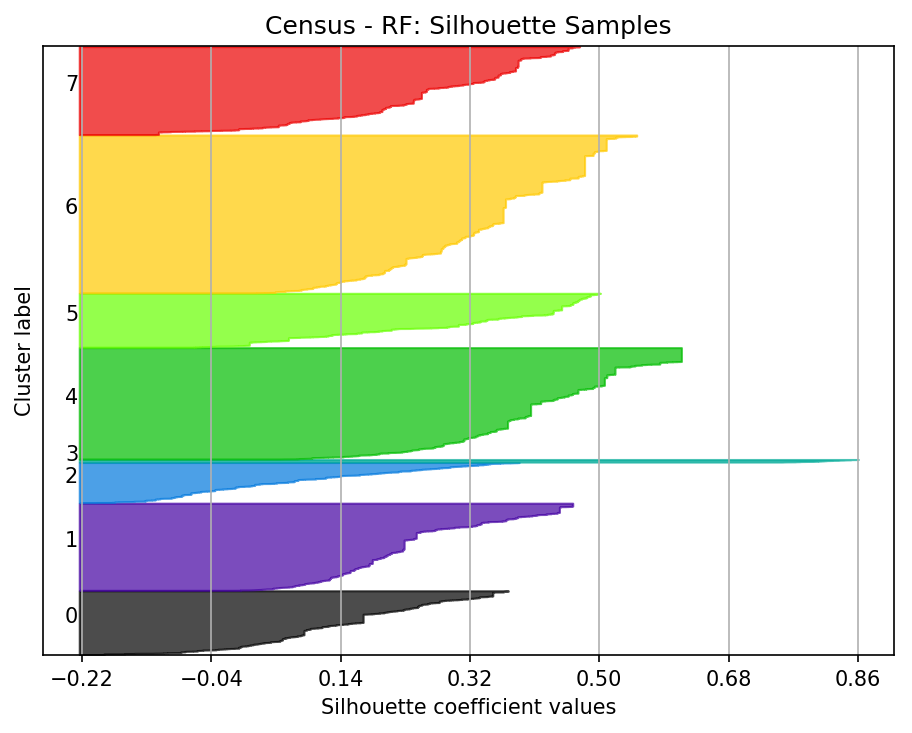 Census - RF: Silhouette Samples
7
6
5
4
3
2
1
0
Cluster label
−0.22 −0.04 0.14 0.32 0.50 0.68 0.86
Silhouette coefficient values